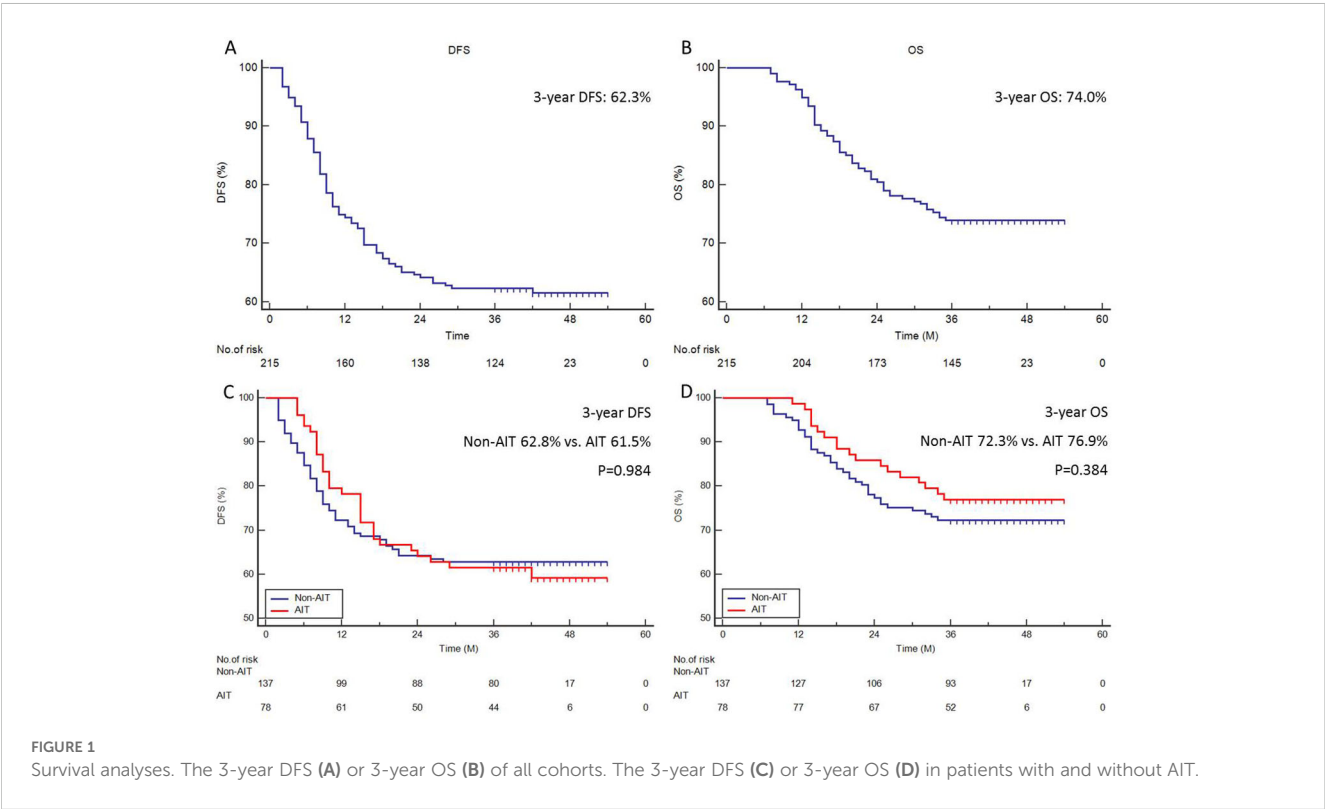 A
DFS
3-year DFS: 62.3%
DFS (%)
100
90
80
70
60
0 12 24 36 48 60
Time
No.of risk
215 160 138 124 23 0
B
OS
3-year OS: 74.0%
OS (%)
100
90
80
70
60
0 12 24 36 48 60
Time (M)
No.of risk
215 204 173 145 23 0
C
3-year DFS
Non-AIT 62.8% vs. AIT 61.5%
P=0.984
DFS (%)
100
90
80
70
60
50
Non-AIT
AIT
0 12 24 36 48 60
Time (M)
No.of risk
Non-AIT
137 99 88 80 17 0
AIT
78 61 50 44 6 0
D
3-year OS
Non-AIT 72.3% vs. AIT 76.9%
P=0.384
OS (%)
100
90
80
70
60
50
Non-AIT
AIT
0 12 24 36 48 60
Time (M)
No.of risk
Non-AIT
137 127 106 93 17 0
AIT
78 77 67 52 6 0
FIGURE 1
Survival analyses. The 3-year DFS (A) or 3-year OS (B) of all cohorts. The 3-year DFS (C) or 3-year OS (D) in patients with and without AIT.